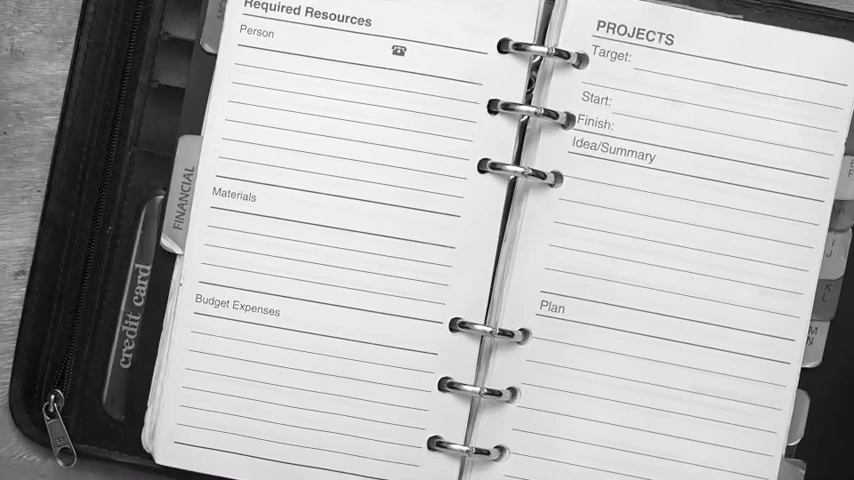 Required Resources
Person ☎
Materials
Budget Expenses
FINANCIAL
credit card
PROJECTS
Target:
Start:
Finish:
Idea/Summary
Plan
I
J
K
L
M
N